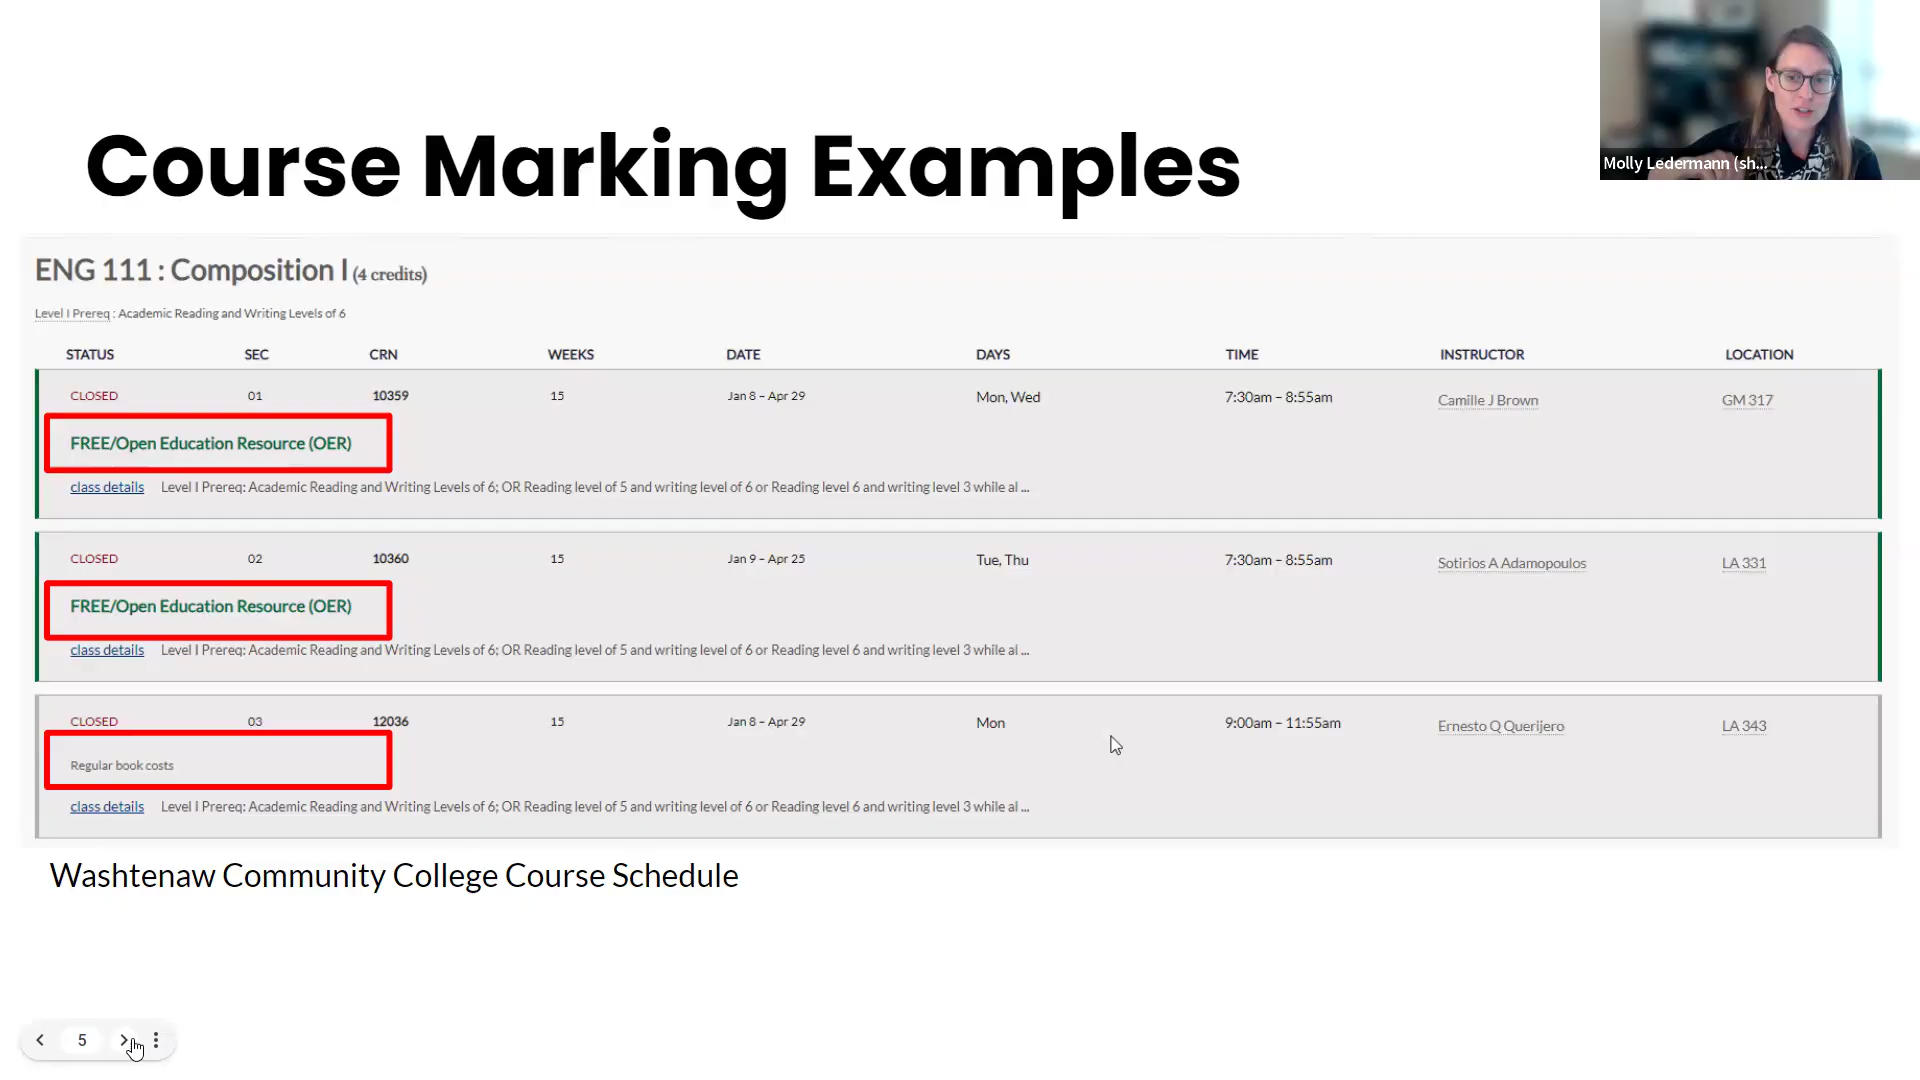 Course Marking Examples
Molly Ledermann (sh...
ENG 111 : Composition I (4 credits)
Level I Prereq : Academic Reading and Writing Levels of 6
STATUS SEC CRN WEEKS DATE DAYS TIME INSTRUCTOR LOCATION
CLOSED 01 10359 15 Jan 8 – Apr 29 Mon, Wed 7:30am – 8:55am Camille J Brown GM 317
FREE/Open Education Resource (OER)
class details Level I Prereq: Academic Reading and Writing Levels of 6; OR Reading level of 5 and writing level of 6 or Reading level 6 and writing level 3 while al ...
CLOSED 02 10360 15 Jan 9 – Apr 25 Tue, Thu 7:30am – 8:55am Sotirios A Adamopoulos LA 331
FREE/Open Education Resource (OER)
class details Level I Prereq: Academic Reading and Writing Levels of 6; OR Reading level of 5 and writing level of 6 or Reading level 6 and writing level 3 while al ...
CLOSED 03 12036 15 Jan 8 – Apr 29 Mon 9:00am – 11:55am Ernesto Q Querijero LA 343
Regular book costs
class details Level I Prereq: Academic Reading and Writing Levels of 6; OR Reading level of 5 and writing level of 6 or Reading level 6 and writing level 3 while al ...
Washtenaw Community College Course Schedule
5